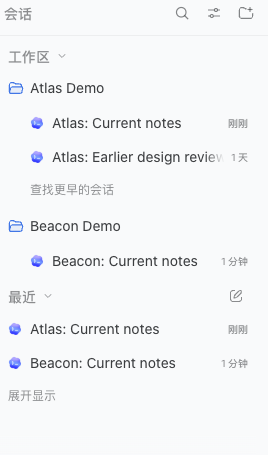 会话
工作区
Atlas Demo
Atlas: Current notes 刚刚
Atlas: Earlier design review 1 天
查找更早的会话
Beacon Demo
Beacon: Current notes 1 分钟
最近
Atlas: Current notes 刚刚
Beacon: Current notes 1 分钟
展开显示